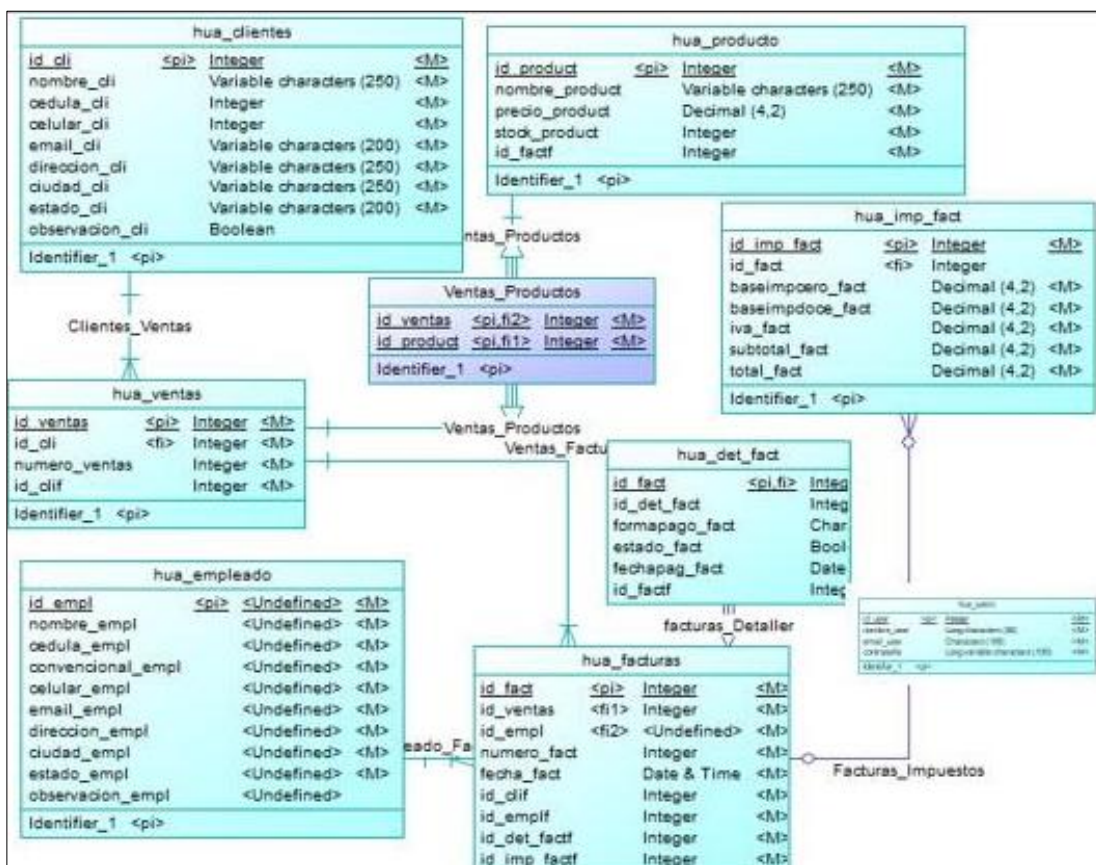 hua_clientes
id_cli <pi> Integer <M>
nombre_cli Variable characters (250) <M>
cedula_cli Integer <M>
celular_cli Integer <M>
email_cli Variable characters (200) <M>
direccion_cli Variable characters (250) <M>
ciudad_cli Variable characters (250) <M>
estado_cli Variable characters (200) <M>
observacion_cli Boolean
Identifier_1 <pi>
hua_producto
id_product <pi> Integer <M>
nombre_product Variable characters (250) <M>
precio_product Decimal (4,2) <M>
stock_product Integer <M>
id_factf Integer <M>
Identifier_1 <pi>
ntas_Productos
hua_imp_fact
id_imp_fact <pi> Integer <M>
id_fact <fi> Integer
baseimpcero_fact Decimal (4,2) <M>
baseimpdoce_fact Decimal (4,2) <M>
iva_fact Decimal (4,2) <M>
subtotal_fact Decimal (4,2) <M>
total_fact Decimal (4,2) <M>
Identifier_1 <pi>
Clientes_Ventas
Ventas_Productos
id_ventas <pi,fi2> Integer <M>
id_product <pi,fi1> Integer <M>
Identifier_1 <pi>
hua_ventas
id_ventas <pi> Integer <M>
id_cli <fi> Integer <M>
numero_ventas Integer <M>
id_clif Integer <M>
Identifier_1 <pi>
Ventas_Productos
Ventas_Factu
hua_det_fact
id_fact <pi,fi> Integ
id_det_fact Integ
formapago_fact Char
estado_fact Bool
fechapag_fact Date
id_factf Integ
facturas_Detaller
hua_empleado
id_empl <pi> <Undefined> <M>
nombre_empl <Undefined> <M>
cedula_empl <Undefined> <M>
convencional_empl <Undefined> <M>
celular_empl <Undefined> <M>
email_empl <Undefined> <M>
direccion_empl <Undefined> <M>
ciudad_empl <Undefined> <M>
estado_empl <Undefined> <M>
observacion_empl <Undefined>
Identifier_1 <pi>
eado_Fa
hua_facturas
id_fact <pi> Integer <M>
id_ventas <fi1> Integer <M>
id_empl <fi2> <Undefined> <M>
numero_fact Integer <M>
fecha_fact Date & Time <M>
id_clif Integer <M>
id_emplf Integer <M>
id_det_factf Integer <M>
id_imp_factf Integer <M>
Identifier_1 <pi>
Facturas_Impuestos